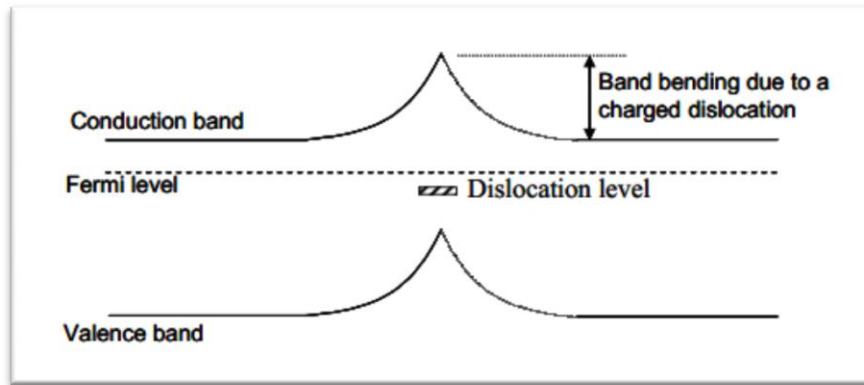 Band bending due to a
charged dislocation
Conduction band
Fermi level
Dislocation level
Valence band